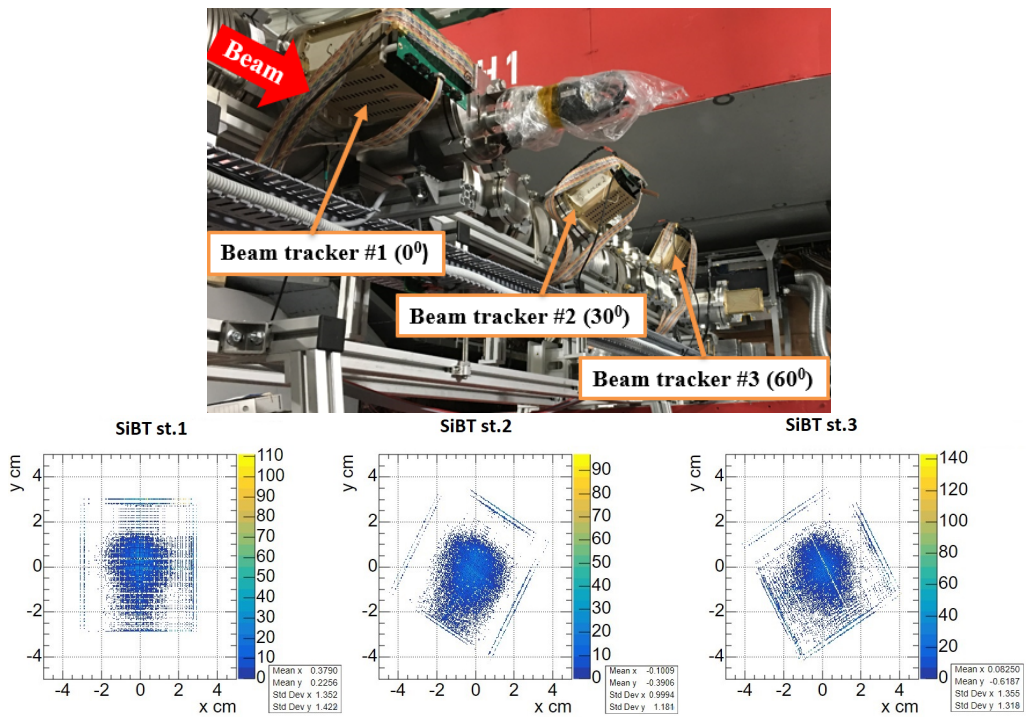 Beam
H1
Beam tracker #1 (0⁰)
Beam tracker #2 (30⁰)
Beam tracker #3 (60⁰)
SiBT st.1
y cm
4
2
0
-2
-4
-4 -2 0 2 4
x cm
110
100
90
80
70
60
50
40
30
20
10
0
Mean x 0.3790
Mean y 0.2256
Std Dev x 1.352
Std Dev y 1.422
SiBT st.2
y cm
4
2
0
-2
-4
-4 -2 0 2 4
x cm
90
80
70
60
50
40
30
20
10
0
Mean x -0.1009
Mean y -0.3906
Std Dev x 0.9994
Std Dev y 1.181
SiBT st.3
y cm
4
2
0
-2
-4
-4 -2 0 2 4
x cm
140
120
100
80
60
40
20
0
Mean x 0.08250
Mean y -0.6187
Std Dev x 1.355
Std Dev y 1.318